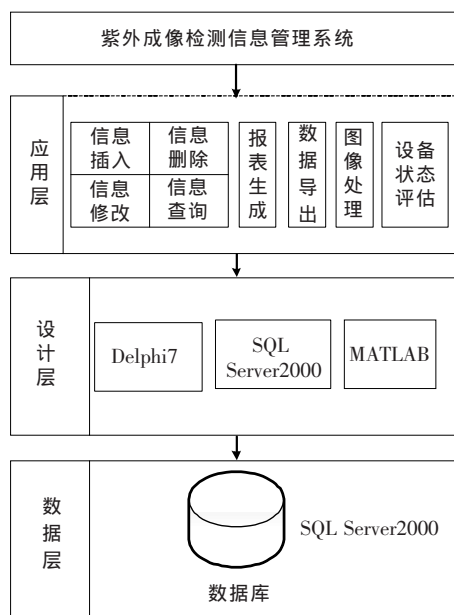 紫外成像检测信息管理系统
应用层
信息
插入
信息
删除
信息
修改
信息
查询
报表生成
数据导出
图像处理
设备
状态
评估
设计层
Delphi7
SQL
Server2000
MATLAB
数据层
SQL Server2000
数据库